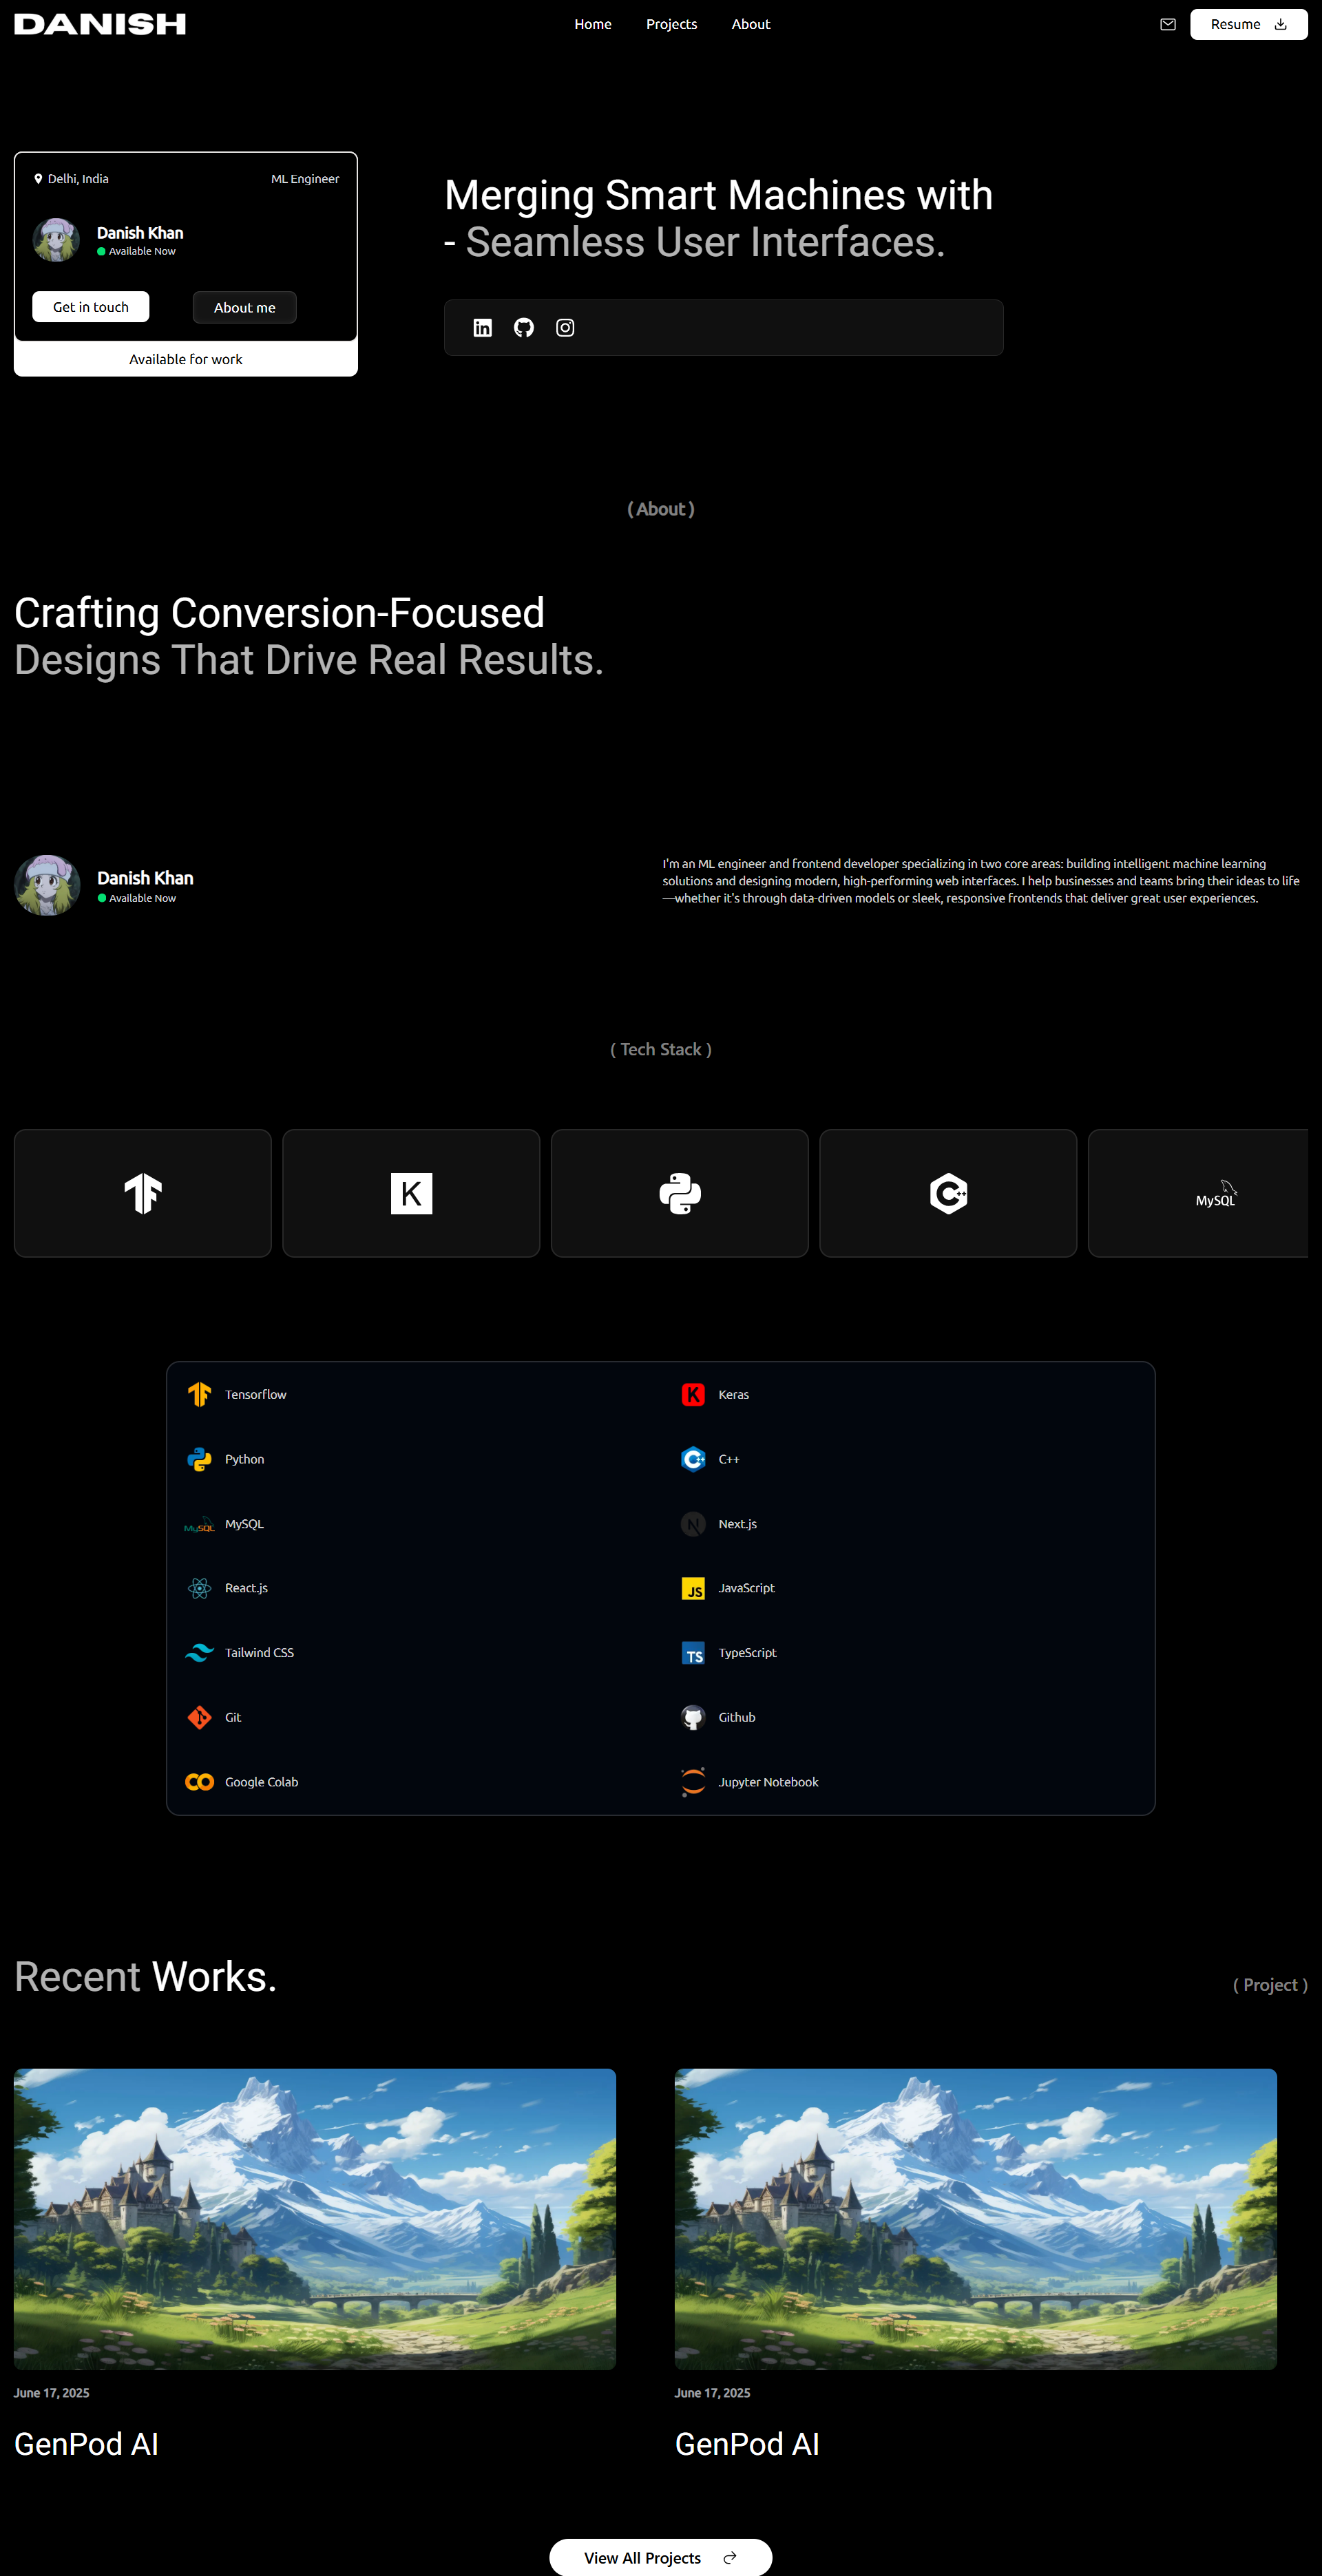 DANISH
Home
Projects
About
Resume
Delhi, India
ML Engineer
Danish Khan
Available Now
Get in touch
About me
Available for work
Merging Smart Machines with
- Seamless User Interfaces.
( About )
Crafting Conversion-Focused
Designs That Drive Real Results.
Danish Khan
Available Now
I'm an ML engineer and frontend developer specializing in two core areas: building intelligent machine learning
solutions and designing modern, high-performing web interfaces. I help businesses and teams bring their ideas to life
—whether it's through data-driven models or sleek, responsive frontends that deliver great user experiences.
( Tech Stack )
K
C++
MySQL
Tensorflow
K
Keras
Python
C++
C++
MySQL
MySQL
N
Next.js
React.js
JS
JavaScript
Tailwind CSS
TS
TypeScript
Git
Github
Google Colab
Jupyter Notebook
Recent Works.
( Project )
June 17, 2025
GenPod AI
June 17, 2025
GenPod AI
View All Projects